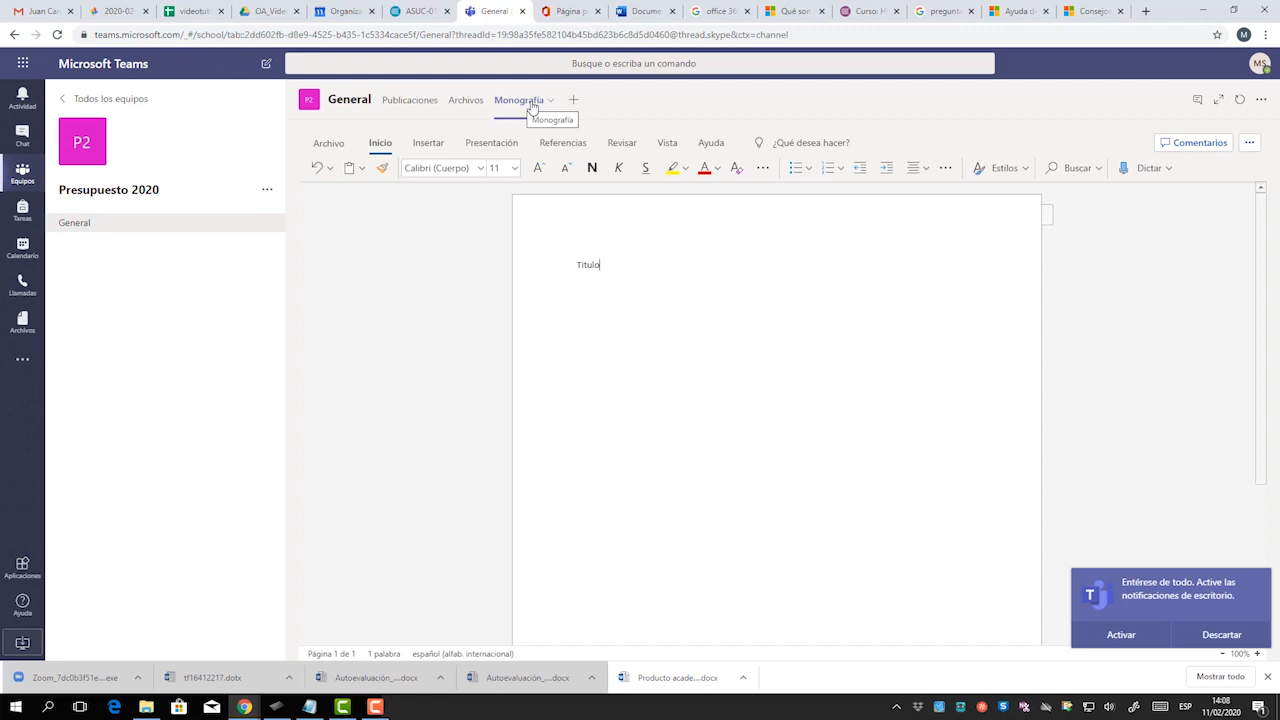 Juan Can
2020-02
videotut
OA_Video
Organiza
ASUC-01
General
Página p
Docume
office 36
Qué son
Curso: H
pregunta
Ayuda de
Consejos
teams.microsoft.com/_#/school/tab:2dd602fb-d8e9-4525-b435-1c5334cace5f/General?threadId=19:98a35fe582104b45bd623b6c8d5d0460@thread.skype&ctx=channel
M
Microsoft Teams
Busque o escriba un comando
MS
Actividad
Chat
Equipos
Tareas
Calendario
Llamadas
Archivos
Aplicaciones
Ayuda
Todos los equipos
P2
Presupuesto 2020
General
P2 General Publicaciones Archivos Monografía
Monografía
Archivo Inicio Insertar Presentación Referencias Revisar Vista Ayuda ¿Qué desea hacer? Comentarios
Calibri (Cuerpo) 11 N K S A Estilos Buscar Dictar
Titulo
Entérese de todo. Active las
notificaciones de escritorio.
Activar Descartar
Página 1 de 1 1 palabra español (alfab. internacional) 100%
Zoom_7dc0b3f51e....exe
tf16412217.dotx
Autoevaluación_....docx
Autoevaluación_....docx
Producto acade....docx
Mostrar todo
ESP
14:08
11/02/2020